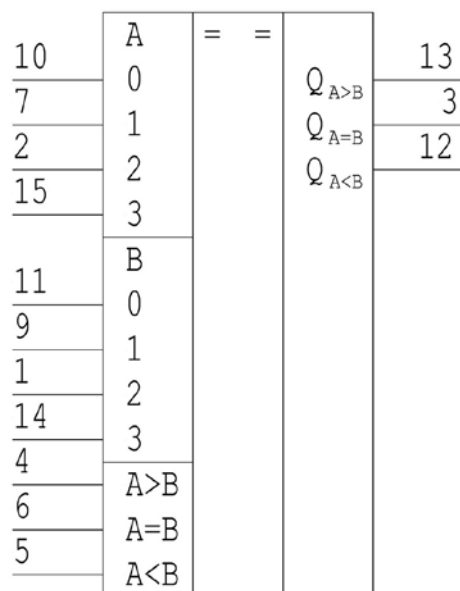 A = =
10 0 Q A>B 13
7 1 Q A=B 3
2 2 Q A<B 12
15 3
B
11 0
9 1
1 2
14 3
4 A>B
6 A=B
5 A<B